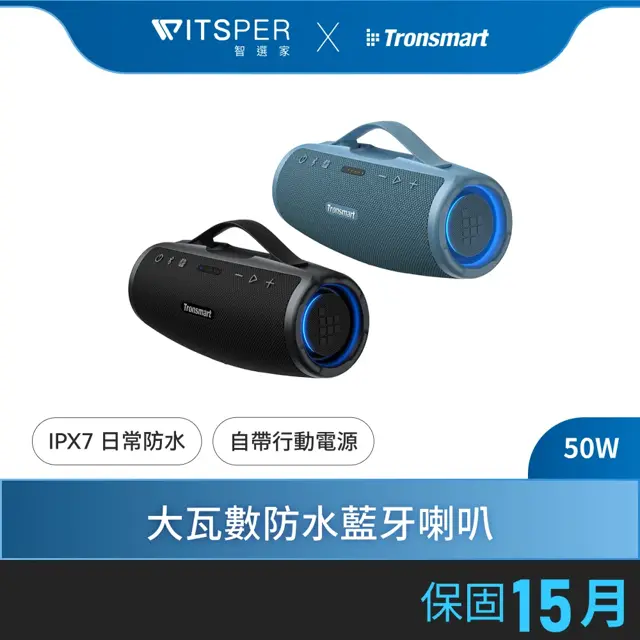 WITSPER
智選家
X
Tronsmart
Tronsmart
Tronsmart
IPX7 日常防水
自帶行動電源
50W
大瓦數防水藍牙喇叭
保固15月